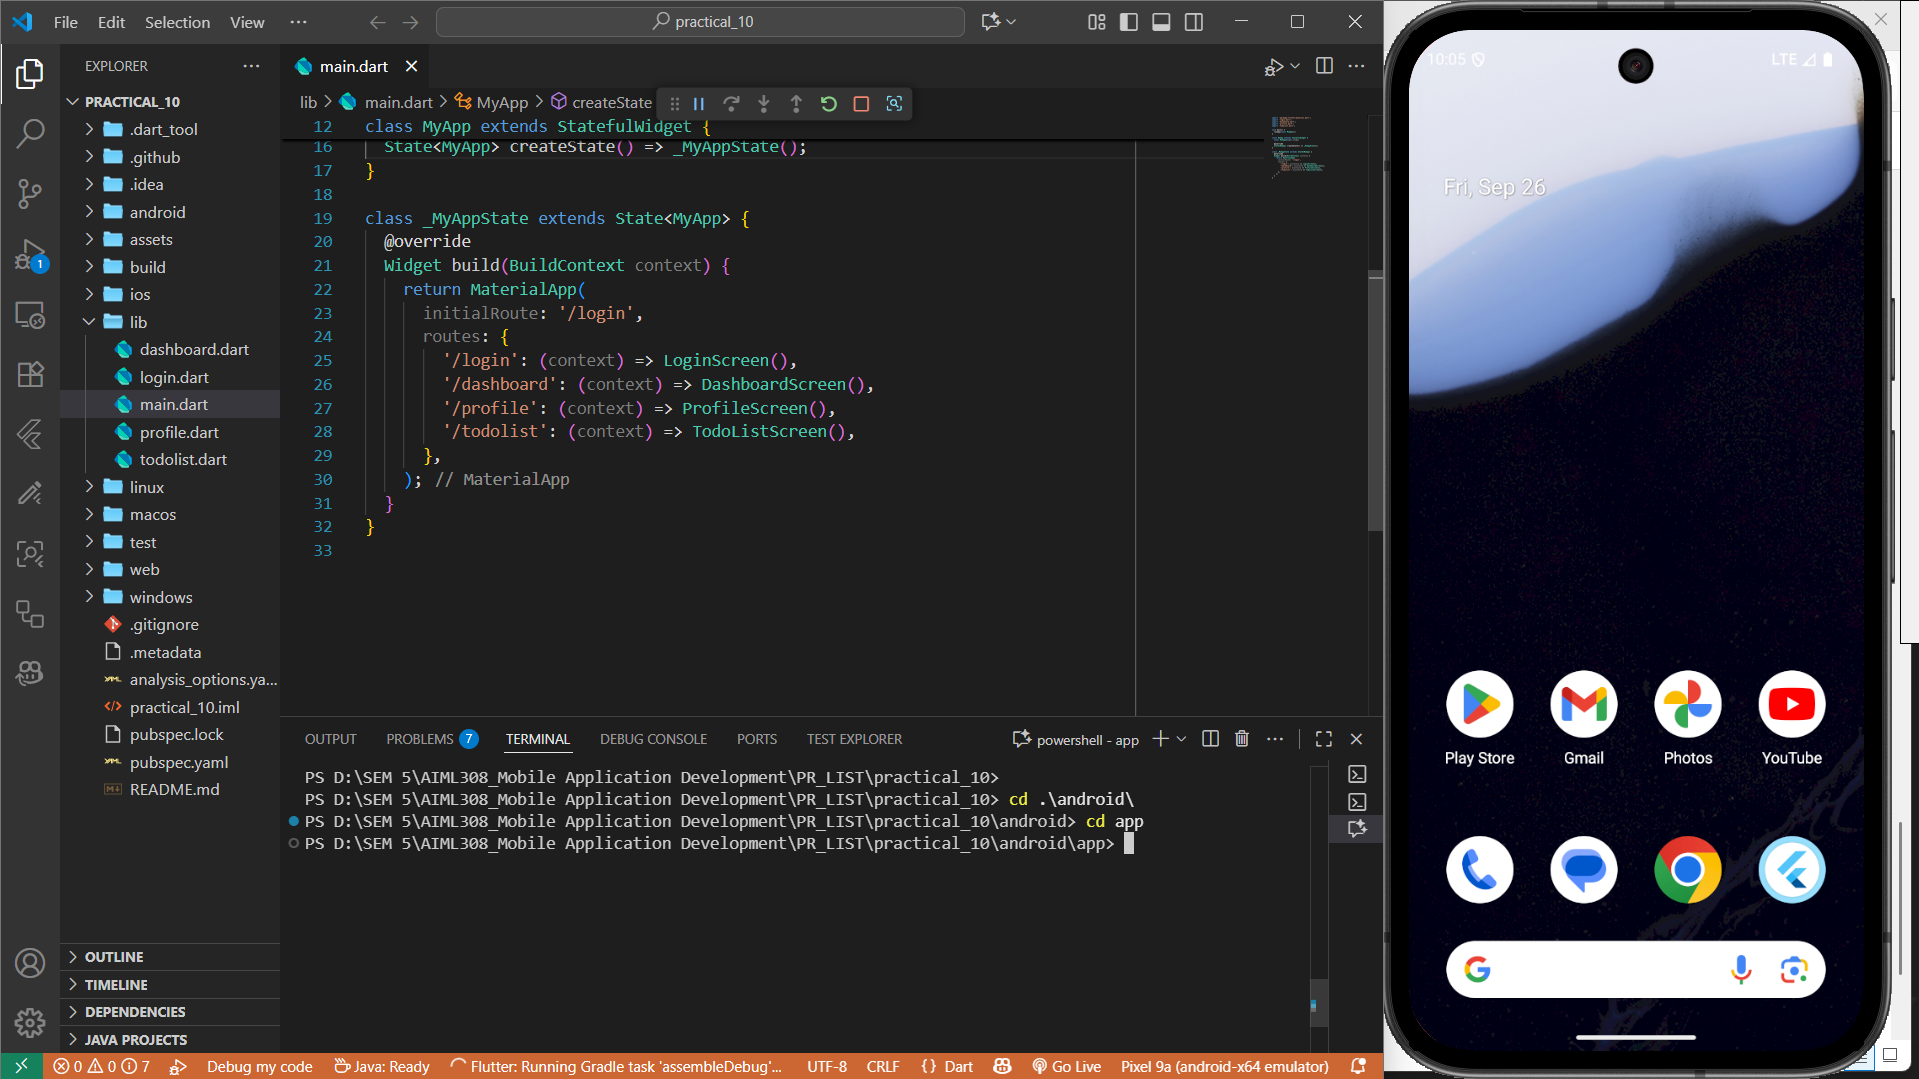 File Edit Selection View ...
practical_10
EXPLORER
PRACTICAL_10
.dart_tool
.github
.idea
android
assets
build
ios
lib
dashboard.dart
login.dart
main.dart
profile.dart
todolist.dart
linux
macos
test
web
windows
.gitignore
.metadata
analysis_options.ya...
practical_10.iml
pubspec.lock
pubspec.yaml
README.md
OUTLINE
TIMELINE
DEPENDENCIES
JAVA PROJECTS
1
main.dart
lib > main.dart > MyApp > createState
12 class MyApp extends StatefulWidget {
16 State<MyApp> createState() => _MyAppState();
17 }
18
19 class _MyAppState extends State<MyApp> {
20 @override
21 Widget build(BuildContext context) {
22 return MaterialApp(
23 initialRoute: '/login',
24 routes: {
25 '/login': (context) => LoginScreen(),
26 '/dashboard': (context) => DashboardScreen(),
27 '/profile': (context) => ProfileScreen(),
28 '/todolist': (context) => TodoListScreen(),
29 },
30 ); // MaterialApp
31 }
32 }
33
OUTPUT PROBLEMS 7 TERMINAL DEBUG CONSOLE PORTS TEST EXPLORER powershell - app
PS D:\SEM 5\AIML308_Mobile Application Development\PR_LIST\practical_10>
PS D:\SEM 5\AIML308_Mobile Application Development\PR_LIST\practical_10> cd .\android\
PS D:\SEM 5\AIML308_Mobile Application Development\PR_LIST\practical_10\android> cd app
PS D:\SEM 5\AIML308_Mobile Application Development\PR_LIST\practical_10\android\app>
0 0 7 Debug my code Java: Ready Flutter: Running Gradle task 'assembleDebug'... UTF-8 CRLF {} Dart Go Live Pixel 9a (android-x64 emulator)
10:05 LTE
Fri, Sep 26
Play Store Gmail Photos YouTube